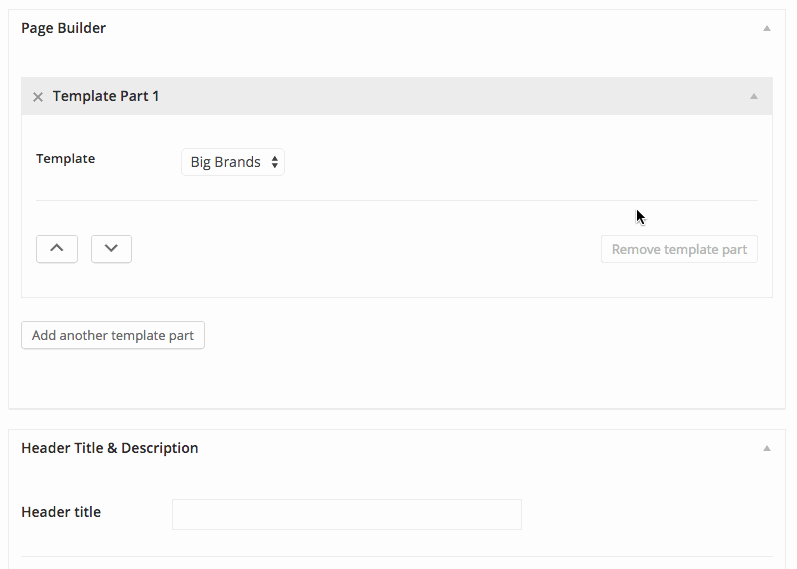 Page Builder
Template Part 1
Template
Big Brands
Remove template part
Add another template part
Header Title & Description
Header title